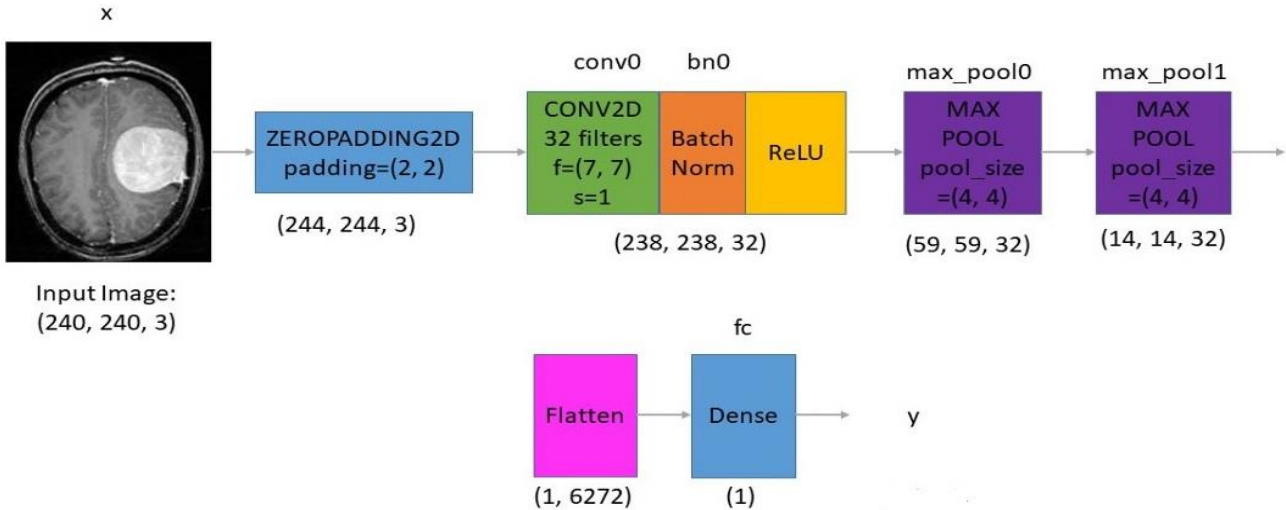 x
Input Image:
(240, 240, 3)
ZEROPADDING2D
padding=(2, 2)
(244, 244, 3)
conv0
bn0
CONV2D
32 filters
f=(7, 7)
s=1
Batch
Norm
ReLU
(238, 238, 32)
max_pool0
MAX
POOL
pool_size
=(4, 4)
(59, 59, 32)
max_pool1
MAX
POOL
pool_size
=(4, 4)
(14, 14, 32)
Flatten
(1, 6272)
fc
Dense
(1)
y